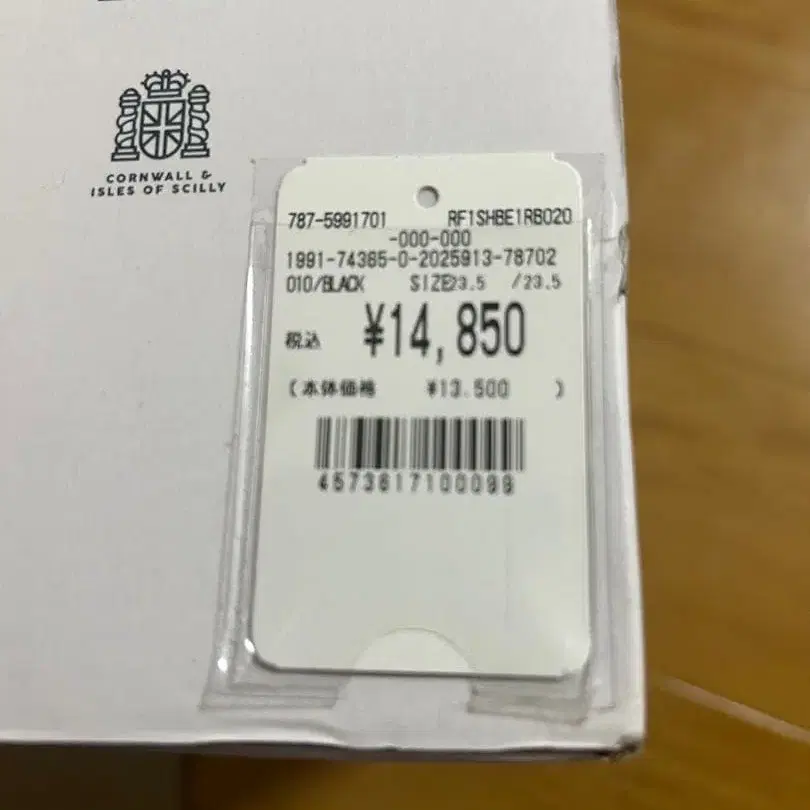 CORNWALL &
ISLES OF SCILLY
787-5991701 RF1SHBE1RB020
-000-000
1991-74365-0-2025913-78702
010/BLACK SIZE23.5 /23.5
税込 ¥14,850
(本体価格 ¥13.500 )
4573617100099